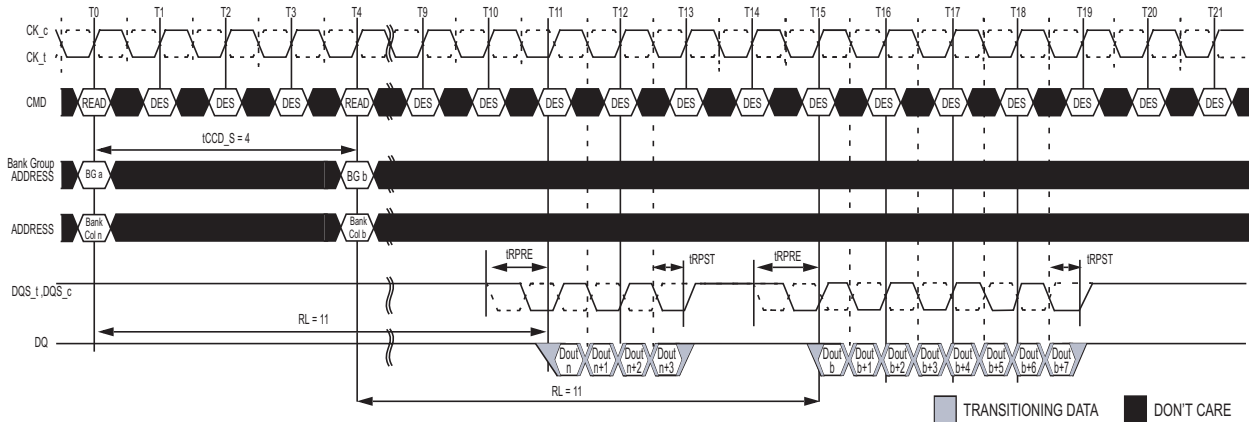 T0 T1 T2 T3 T4 T9 T10 T11 T12 T13 T14 T15 T16 T17 T18 T19 T20 T21
CK_c
CK_t
CMD READ DES DES DES READ DES DES DES DES DES DES DES DES DES DES DES DES DES
tCCD_S = 4
Bank Group
ADDRESS BG a BG b
ADDRESS Bank
Col n Bank
Col b
tRPRE tRPST tRPRE tRPST
DQS_t ,DQS_c
RL = 11
DQ
Dout
n Dout
n+1 Dout
n+2 Dout
n+3 Dout
b Dout
b+1 Dout
b+2 Dout
b+3 Dout
b+4 Dout
b+5 Dout
b+6 Dout
b+7
RL = 11
TRANSITIONING DATA DON'T CARE